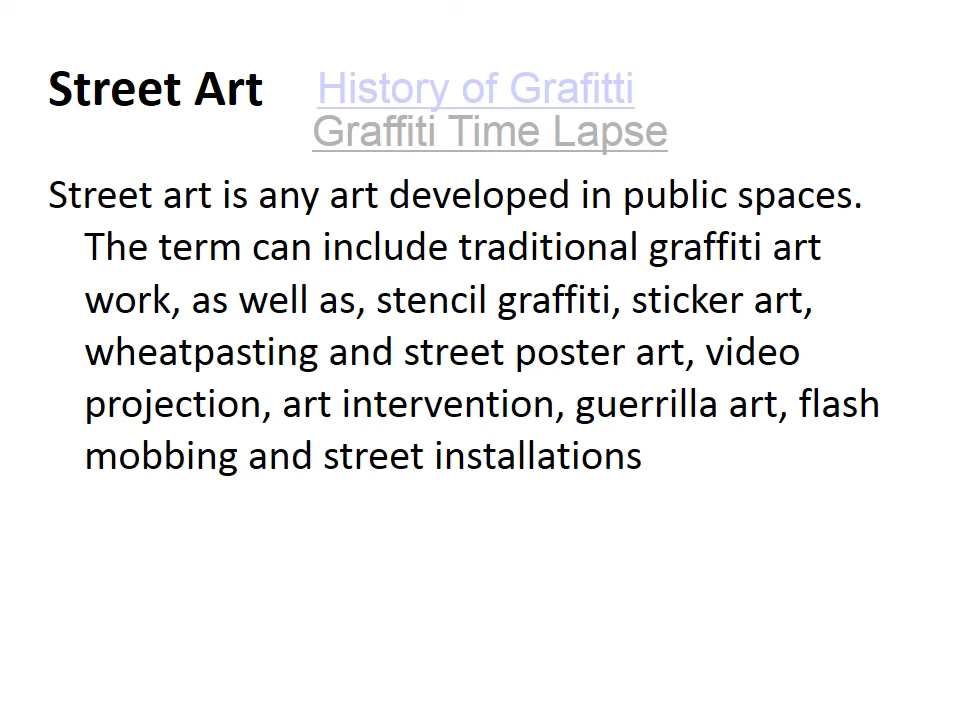 Street Art History of Grafitti
Graffiti Time Lapse
Street art is any art developed in public spaces.
The term can include traditional graffiti art
work, as well as, stencil graffiti, sticker art,
wheatpasting and street poster art, video
projection, art intervention, guerrilla art, flash
mobbing and street installations